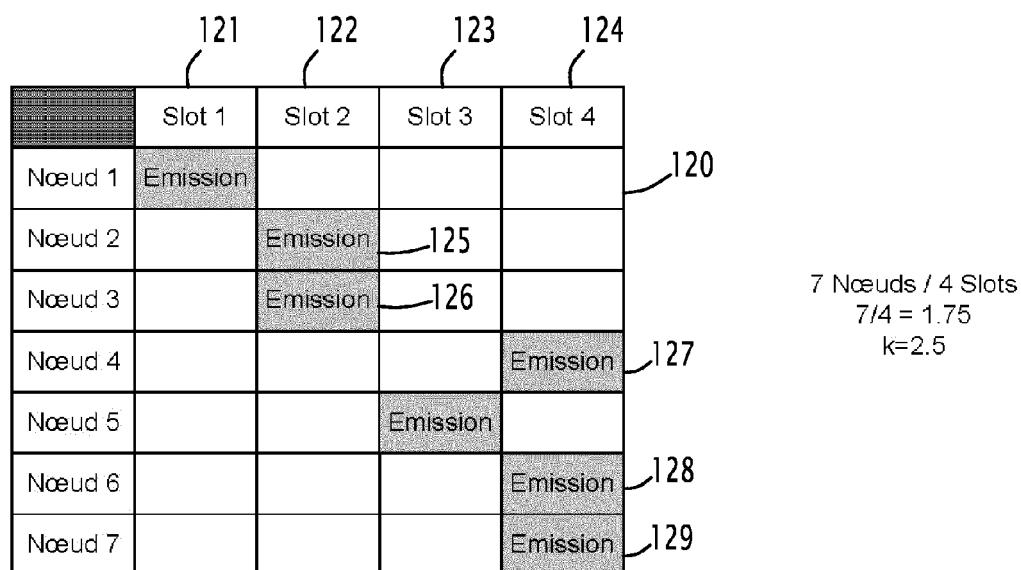 121 122 123 124
Slot 1 Slot 2 Slot 3 Slot 4
Nœud 1 Emission 120
Nœud 2 Emission 125
Nœud 3 Emission 126
Nœud 4 Emission 127
Nœud 5 Emission
Nœud 6 Emission 128
Nœud 7 Emission 129
7 Nœuds / 4 Slots
7/4 = 1.75
k=2.5